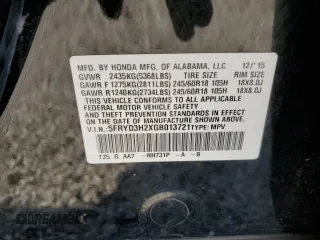 MFD. BY HONDA MFG. OF ALABAMA, LLC 12/'15
GVWR 2435KG(5368LBS) TIRE SIZE RIM SIZE
GAWR F 1275KG(2811LBS) 245/60R18 105H 18X8.0J
GAWR R 1240KG(2734LBS) 245/60R18 105H 18X8.0J
THIS VEHICLE CONFORMS TO ALL APPLICABLE
FEDERAL MOTOR VEHICLE SAFETY AND
THEFT PREVENTION STANDARDS IN EFFECT ON
THE DATE OF MANUFACTURE SHOWN ABOVE.
V.I.N.: 5FRYD3H2XGB013721 TYPE: MPV
TZ5 G AA7 -NH731P -A -B